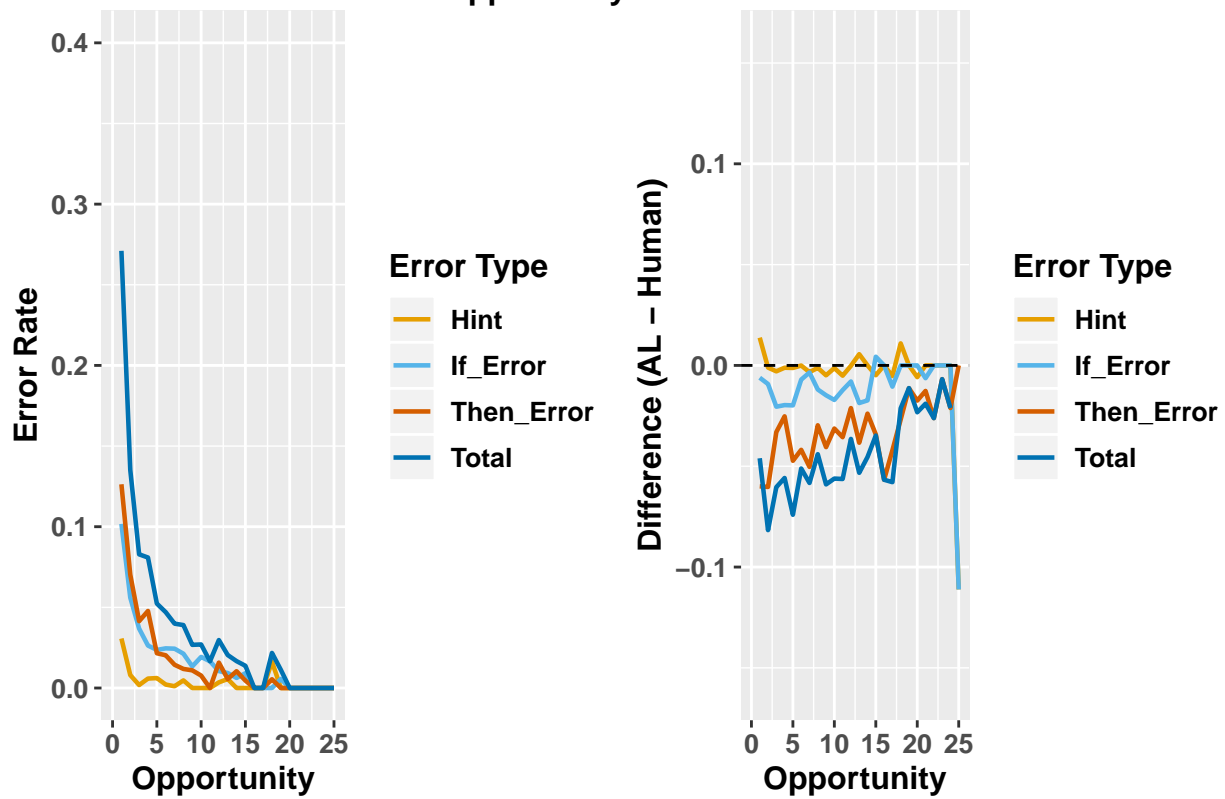 0.4
0.3
0.2
0.1
0.0
Error Rate
0 5 10 15 20 25
Opportunity
Error Type
Hint
If_Error
Then_Error
Total
0.1
0.0
−0.1
Difference (AL − Human)
0 5 10 15 20 25
Opportunity
Error Type
Hint
If_Error
Then_Error
Total